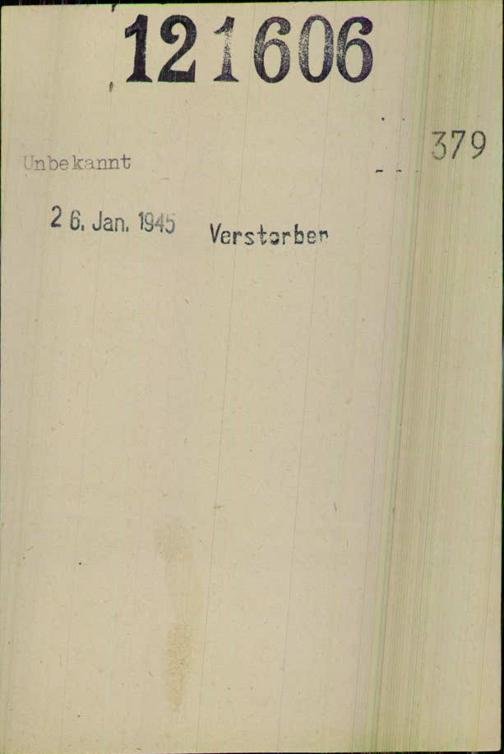 121606
379
Unbekannt
26. Jan. 1945 Verstorben